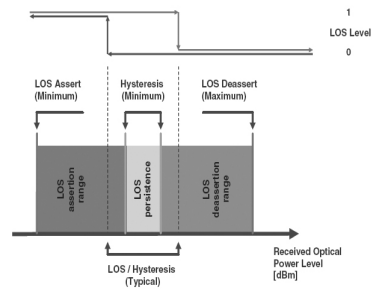 1
LOS Level
0
LOS Assert
(Minimum)
Hysteresis
(Minimum)
LOS Deassert
(Maximum)
LOS
assertion
range
LOS
persistence
LOS
deassertion
range
Received Optical
Power Level
[dBm]
LOS / Hysteresis
(Typical)